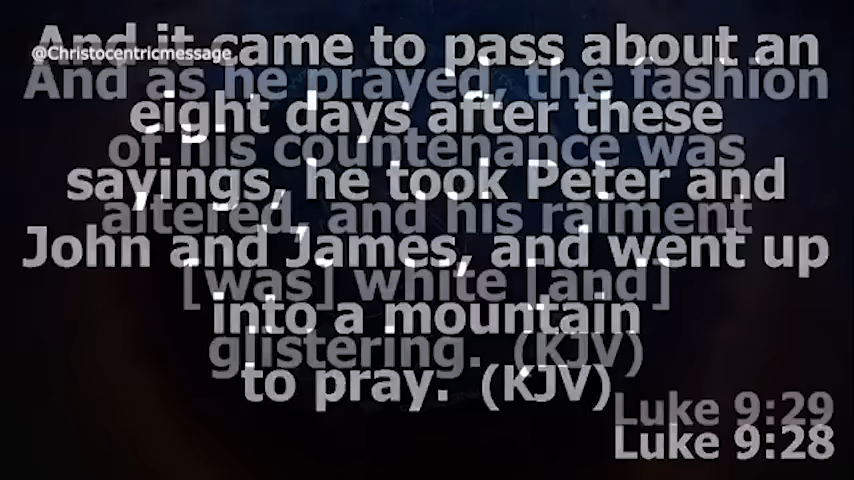 @Christocentricmessage
And it came to pass about an
eight days after these
sayings, he took Peter and
John and James, and went up
into a mountain
to pray. (KJV)
Luke 9:28
And as he prayed, the fashion
of his countenance was
altered, and his raiment
[was] white [and]
glistering. (KJV)
Luke 9:29